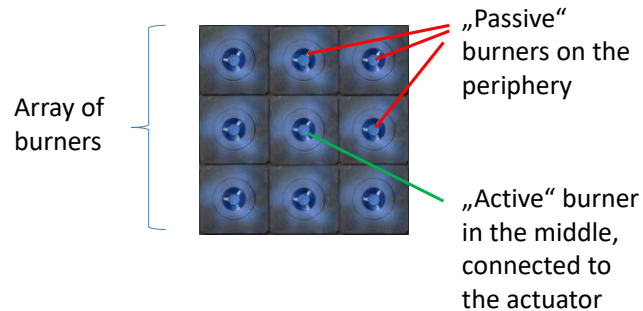 Array of
burners
„Passive“
burners on the
periphery
„Active“ burner
in the middle,
connected to
the actuator